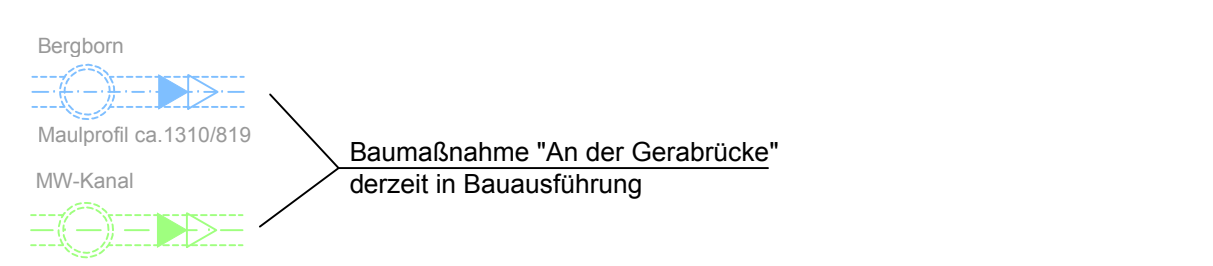 Bergborn
Maulprofil ca.1310/819
MW-Kanal
Baumaßnahme "An der Gerabrücke"
derzeit in Bauausführung